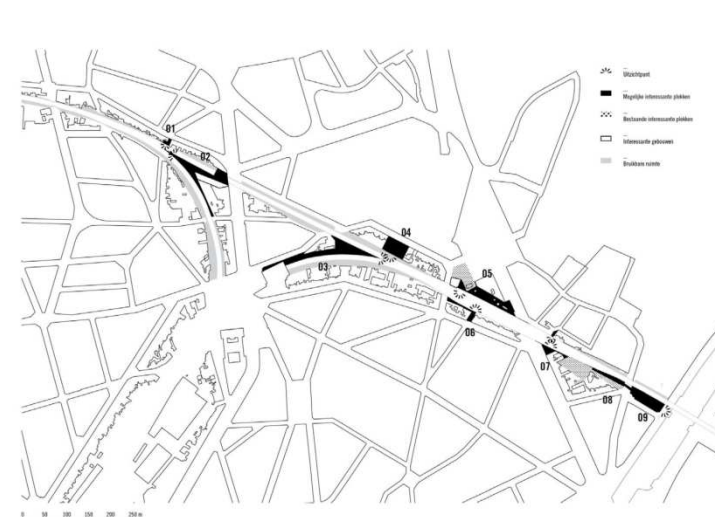 Uitzichtpunt
Mogelijke interessante plekken
Bestaande interessante plekken
Interessante gebouwen
Bruikbare ruimte
01
02
03
04
05
06
07
08
09
0 50 100 150 200 250 m